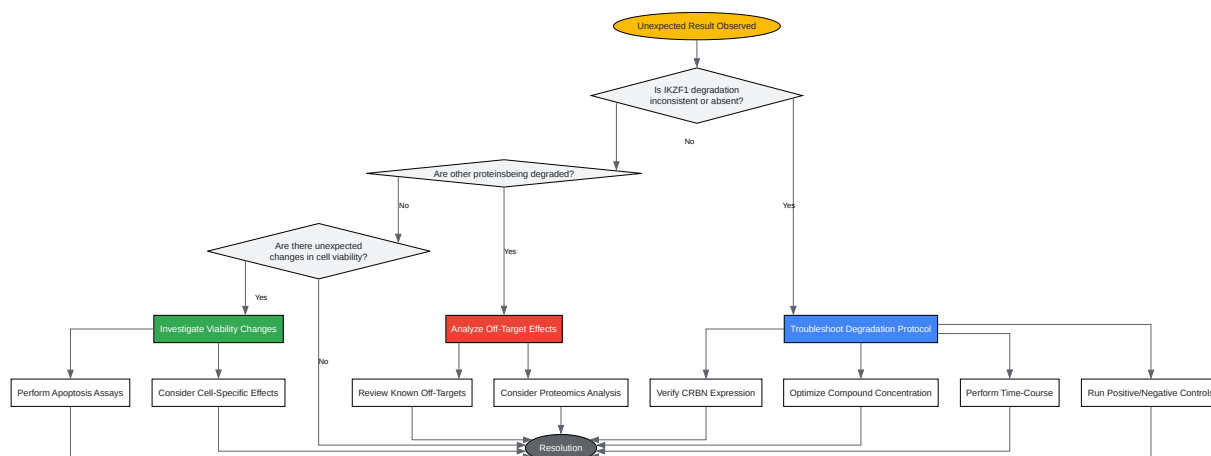 Unexpected Result Observed
Is IKZF1 degradation
inconsistent or absent?
No
Are other proteinsbeing degraded?
No
Yes
Yes
Are there unexpected
changes in cell viability?
Yes
No
Investigate Viability Changes
Analyze Off-Target Effects
Troubleshoot Degradation Protocol
Perform Apoptosis Assays
Consider Cell-Specific Effects
Review Known Off-Targets
Consider Proteomics Analysis
Verify CRBN Expression
Optimize Compound Concentration
Perform Time-Course
Run Positive/Negative Controls
Resolution